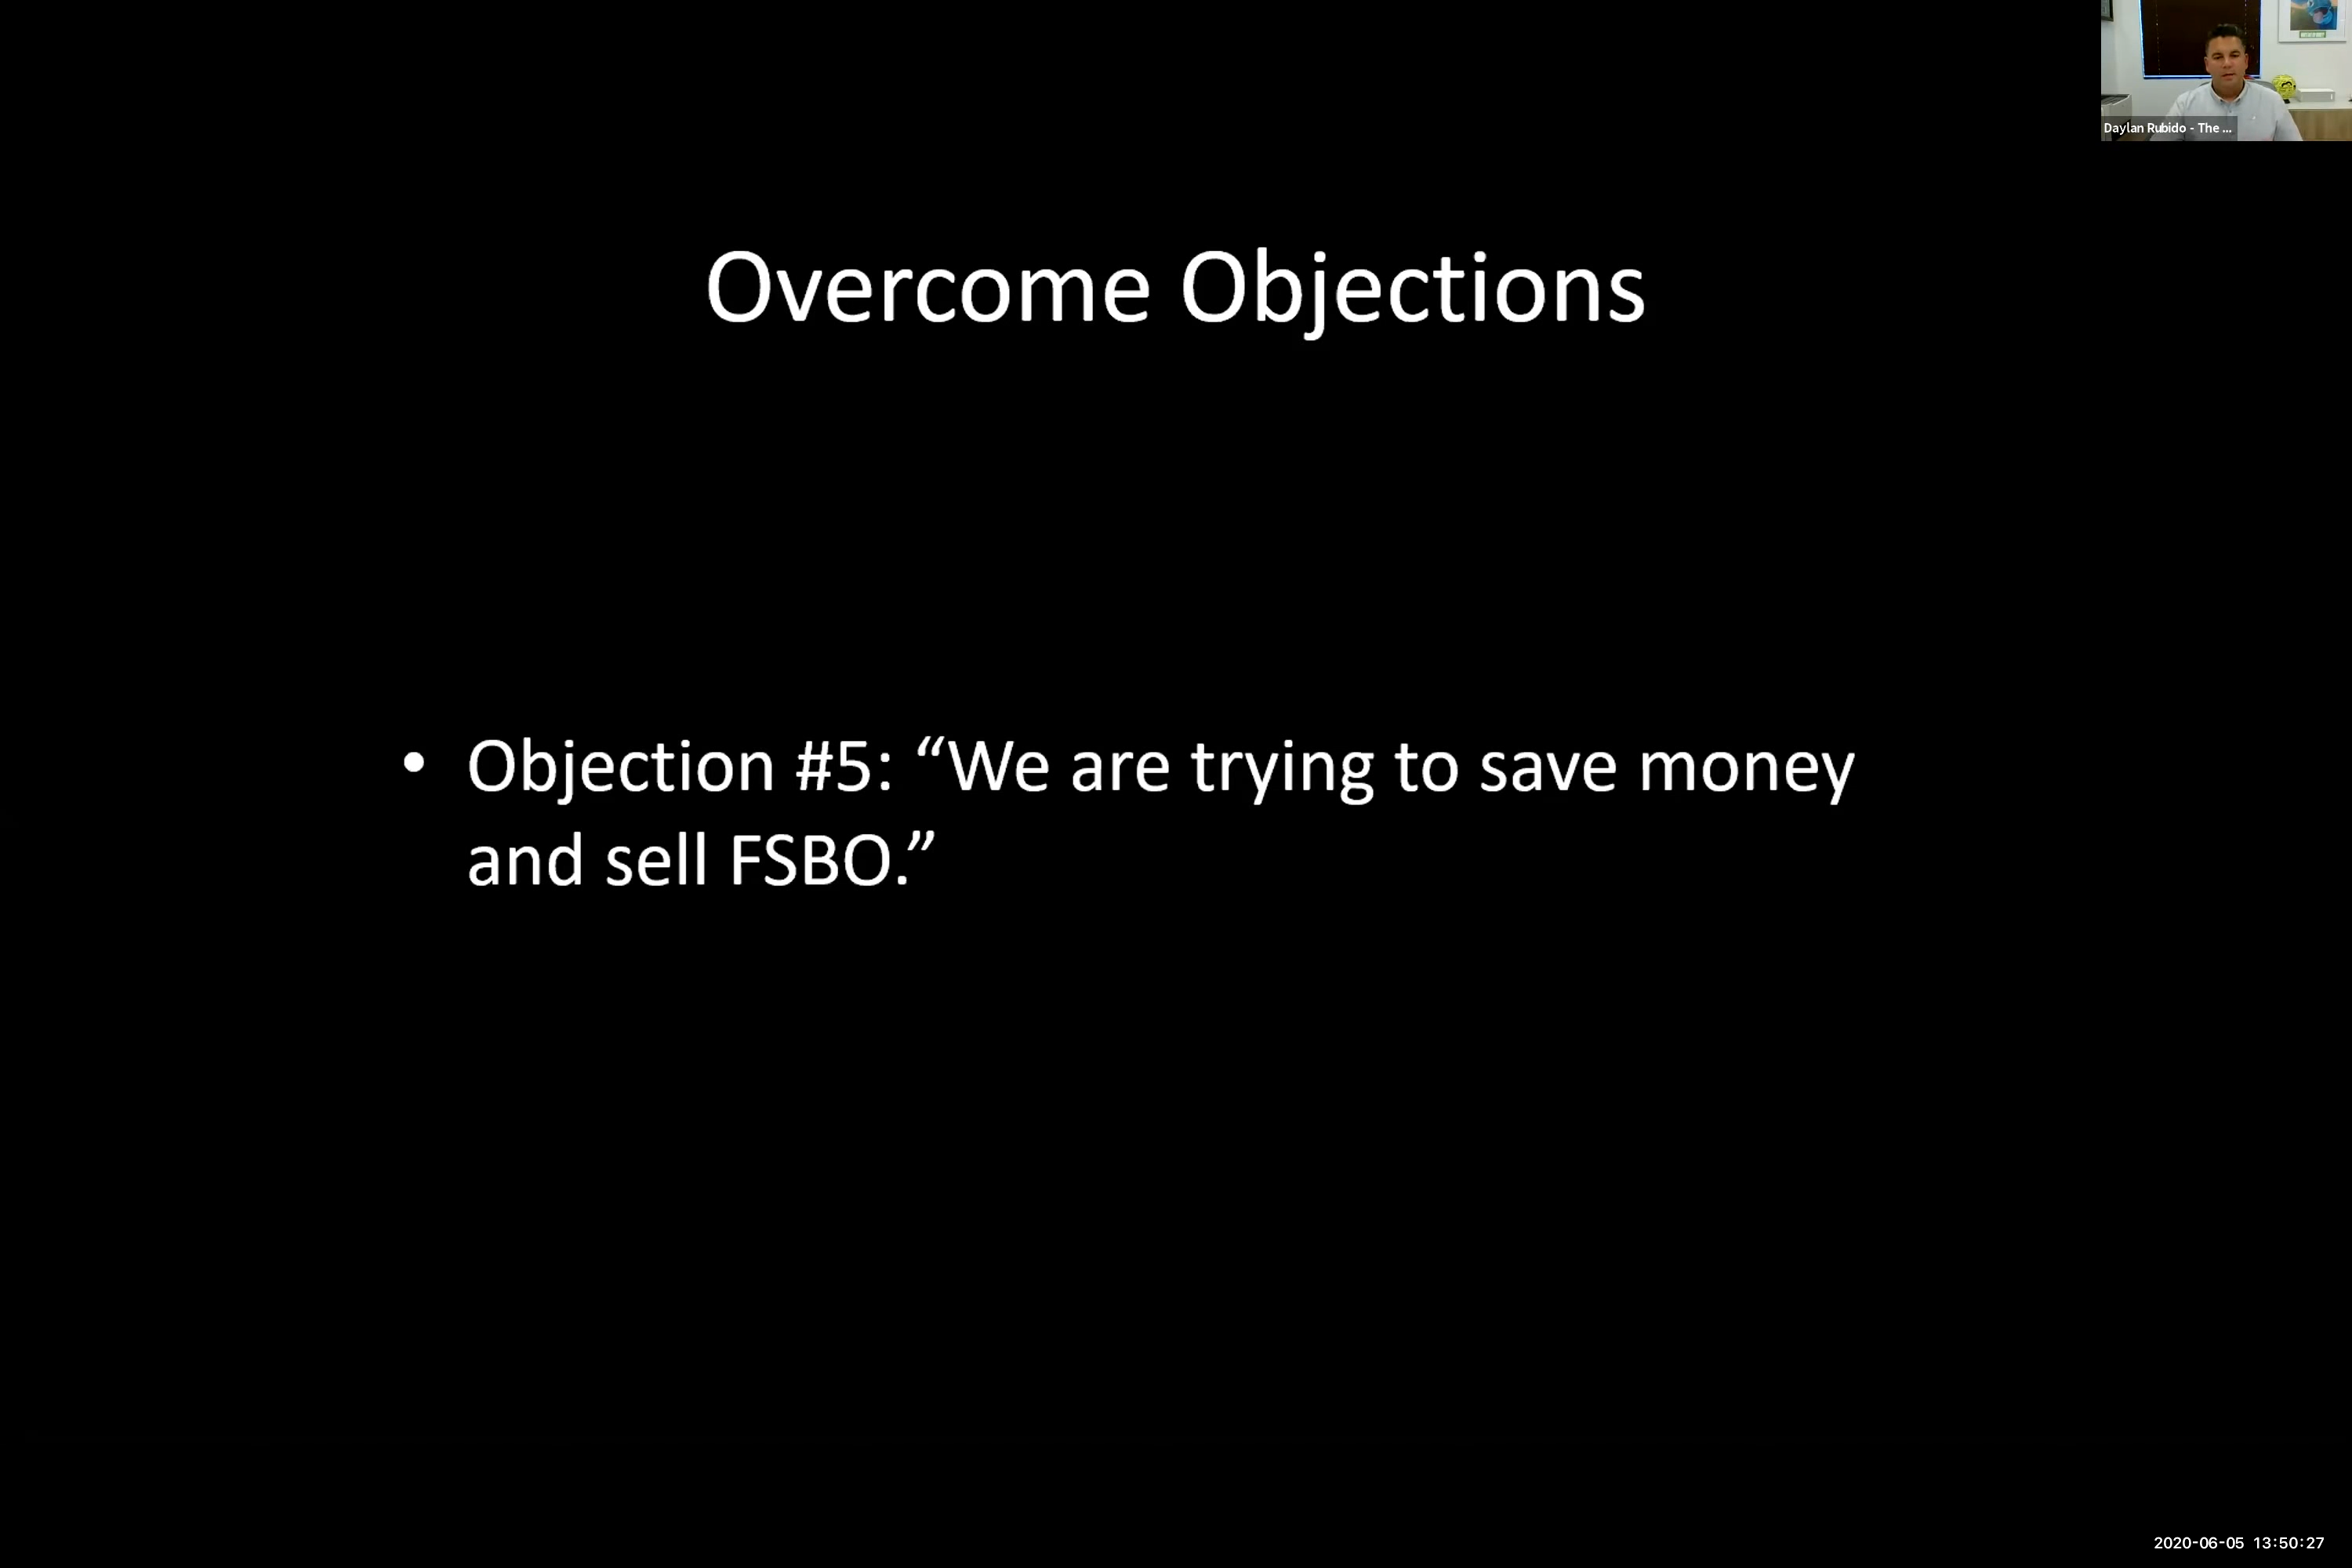 Daylan Rubido - The ...
Overcome Objections
• Objection #5: “We are trying to save money
and sell FSBO.”
2020-06-05 13:50:27